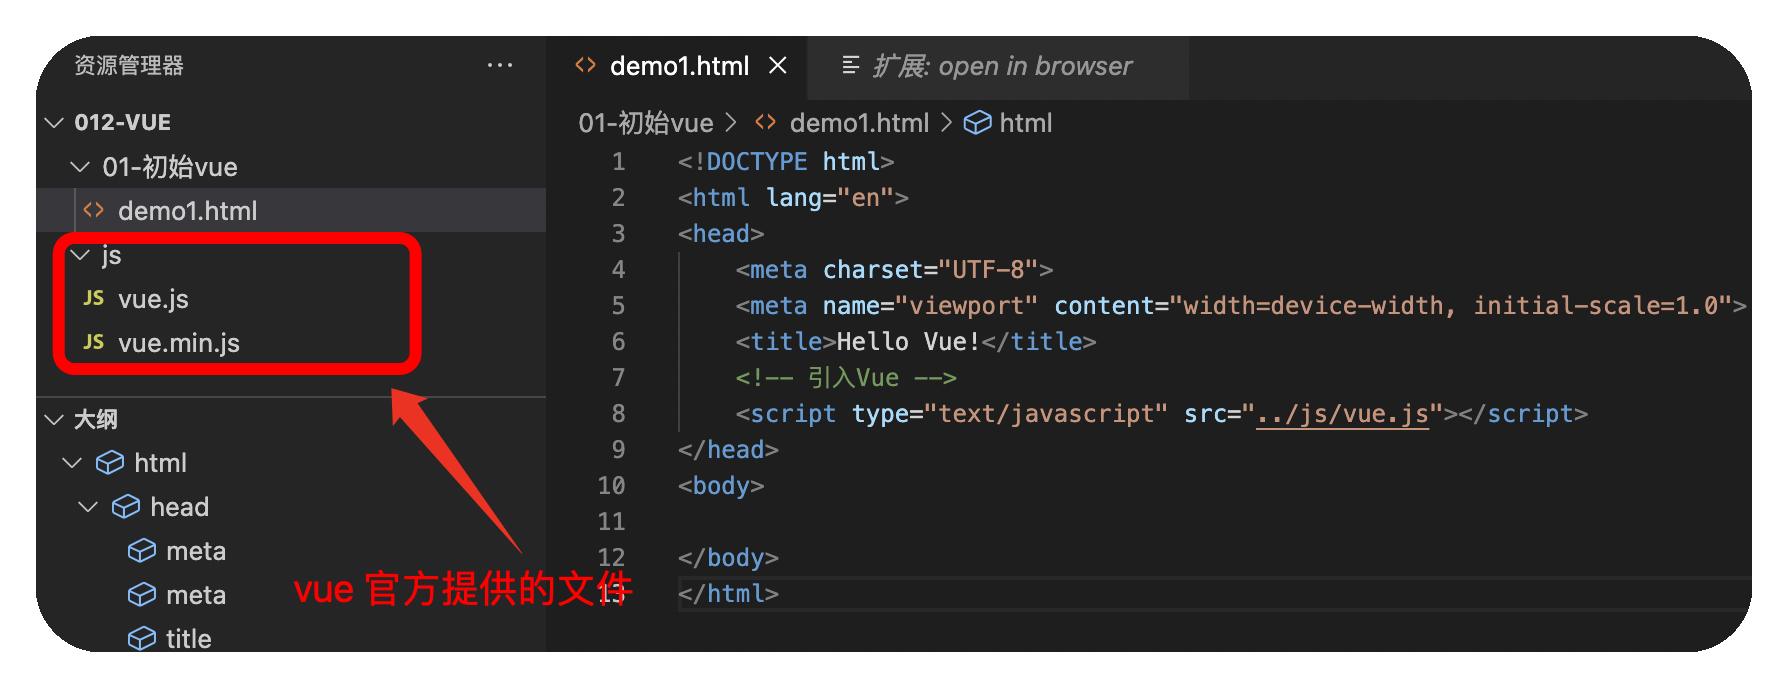 资源管理器 ···
012-VUE
01-初始vue
demo1.html
js
JS vue.js
JS vue.min.js
大纲
html
head
meta
meta
title
vue 官方提供的文件
demo1.html
扩展: open in browser
01-初始vue > demo1.html > html
1 <!DOCTYPE html>
2 <html lang="en">
3 <head>
4 <meta charset="UTF-8">
5 <meta name="viewport" content="width=device-width, initial-scale=1.0">
6 <title>Hello Vue!</title>
7 <!-- 引入Vue -->
8 <script type="text/javascript" src="../js/vue.js"></script>
9 </head>
10 <body>
11
12 </body>
13 </html>